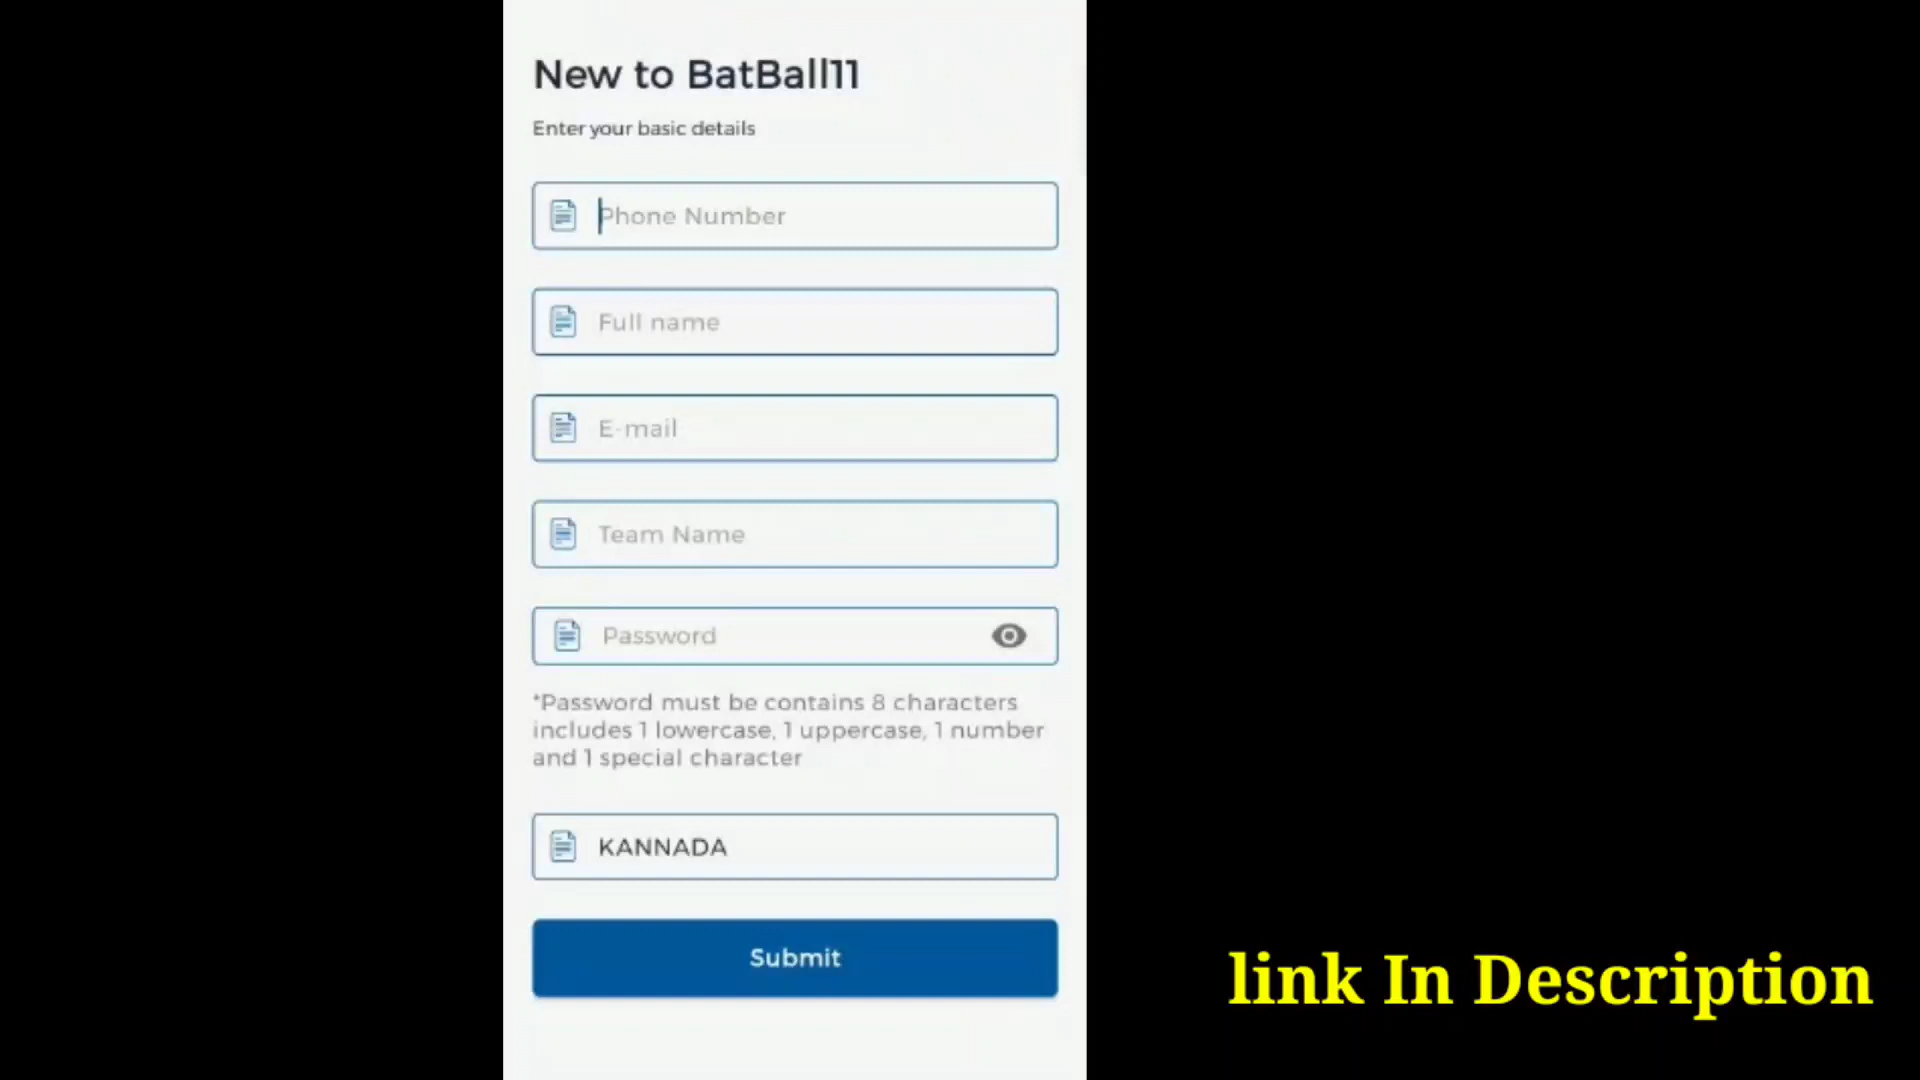 New to BatBall11
Enter your basic details
Phone Number
Full name
E-mail
Team Name
Password
*Password must be contains 8 characters
includes 1 lowercase, 1 uppercase, 1 number
and 1 special character
KANNADA
Submit
link In Description